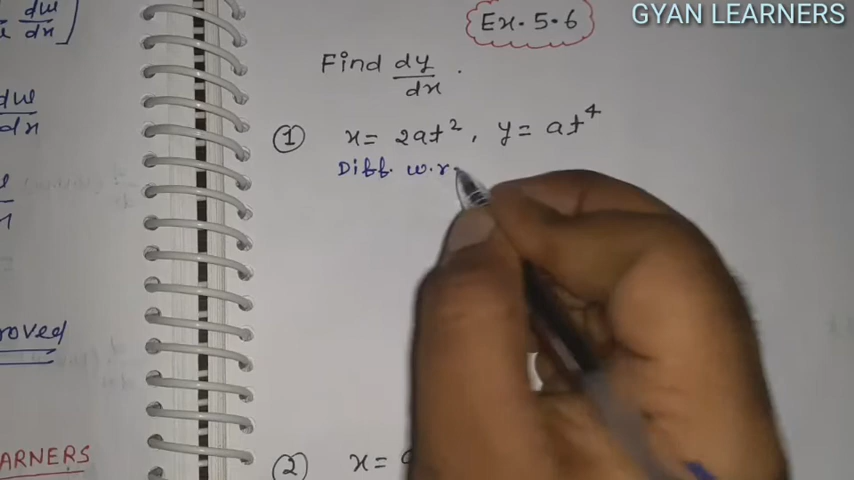 GYAN LEARNERS
Ex. 5.6
Find dy/dx.
① x = 2at², y = at⁴
Diff. w.r.
② x =
dw/dx]
dw/dx
roved
ARNERS